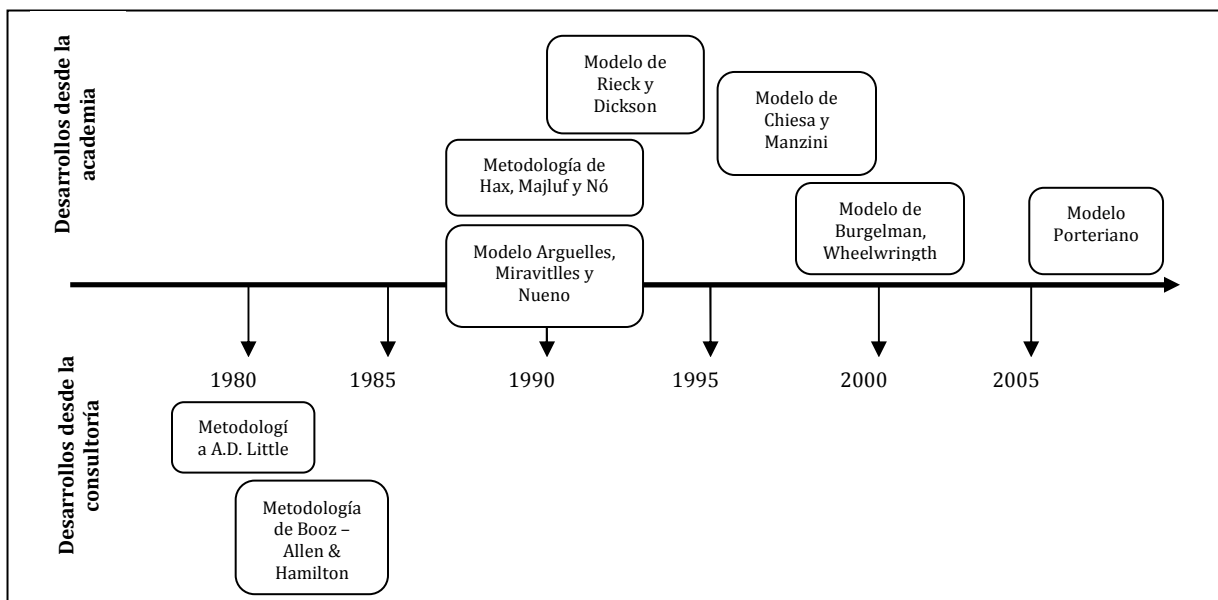 Desarrollos desde la
academia
Modelo de
Rieck y
Dickson
Modelo de
Chiesa y
Manzini
Metodología de
Hax, Majluf y Nó
Modelo de
Burgelman,
Wheelwringth
Modelo
Porteriano
Modelo Arguelles,
Miravitlles y
Nueno
1980
1985
1990
1995
2000
2005
Desarrollos desde la
consultoría
Metodologí
a A.D. Little
Metodología
de Booz –
Allen &
Hamilton